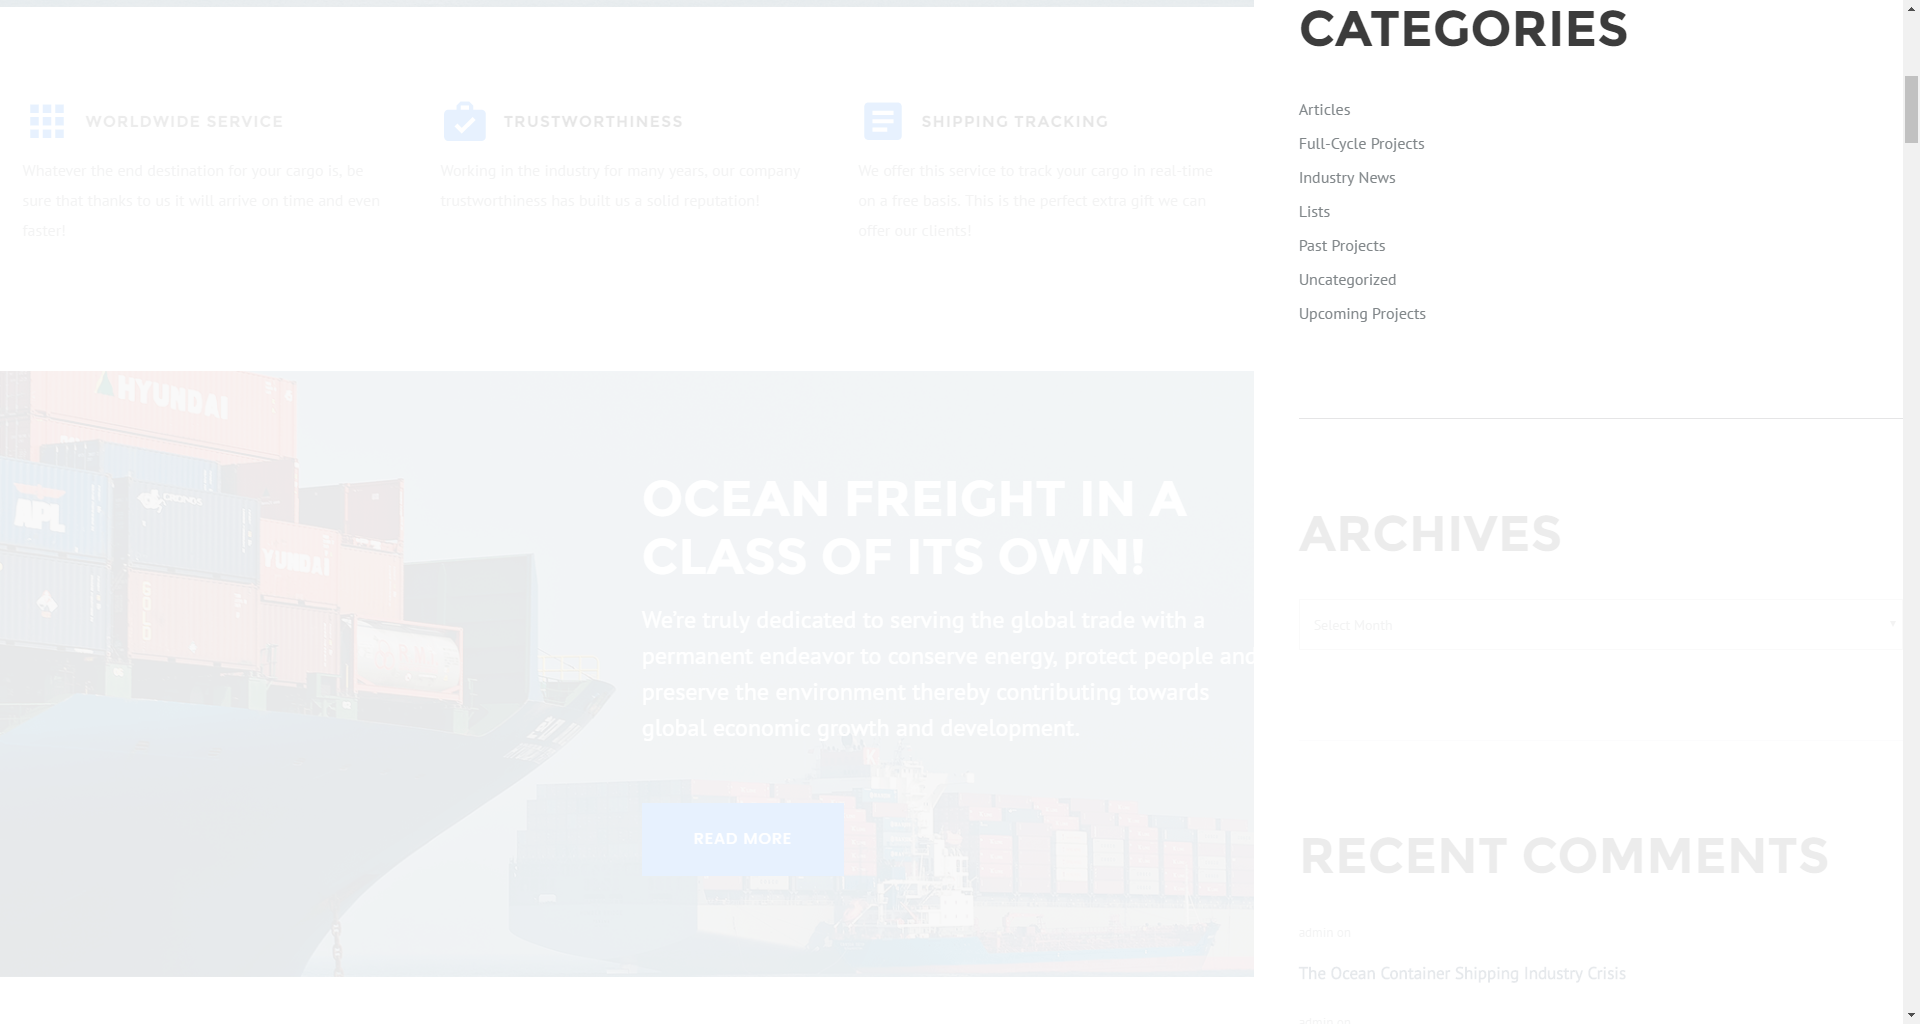 WORLDWIDE SERVICE
Whatever the end destination for your cargo is, be
sure that thanks to us it will arrive on time and even
faster!
TRUSTWORTHINESS
Working in the industry for many years, our company
trustworthiness has built us a solid reputation!
SHIPPING TRACKING
We offer this service to track your cargo in real-time
on a free basis. This is the perfect extra gift we can
offer our clients!
HYUNDAI
APL
YUNDAI
OCEAN FREIGHT IN A
CLASS OF ITS OWN!
We're truly dedicated to serving the global trade with a
permanent endeavor to conserve energy, protect people and
preserve the environment thereby contributing towards
global economic growth and development.
READ MORE
CATEGORIES
Articles
Full-Cycle Projects
Industry News
Lists
Past Projects
Uncategorized
Upcoming Projects
ARCHIVES
Select Month
RECENT COMMENTS
admin on
The Ocean Container Shipping Industry Crisis
admin on